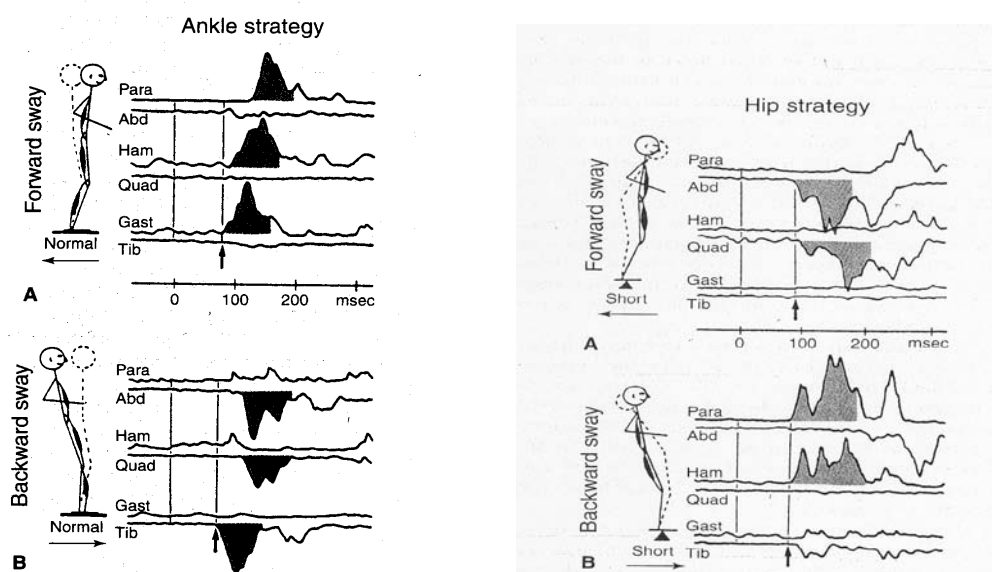 Ankle strategy
Forward sway
Para
Abd
Ham
Quad
Gast
Tib
Normal
A
0 100 200 msec
Backward sway
Para
Abd
Ham
Quad
Gast
Tib
Normal
B
Hip strategy
Forward sway
Para
Abd
Ham
Quad
Gast
Tib
Short
A
0 100 200 msec
Backward sway
Para
Abd
Ham
Quad
Gast
Tib
Short
B